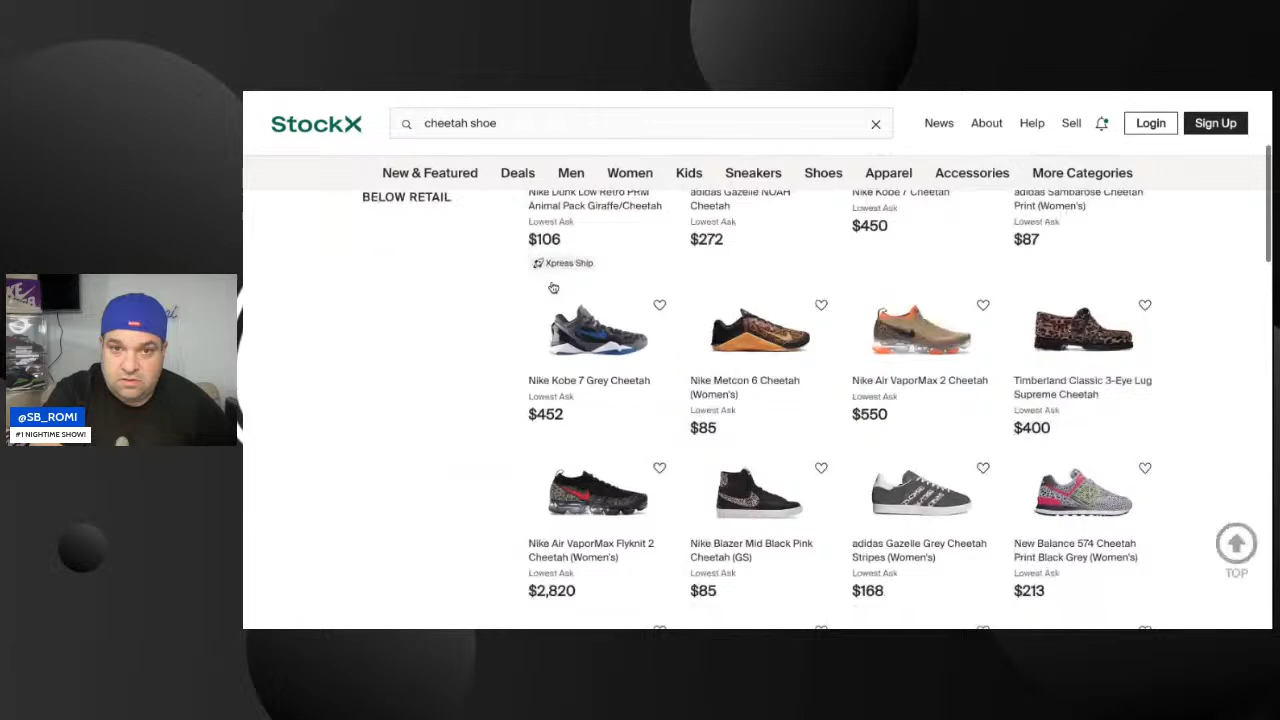 StockX
cheetah shoe
News
About
Help
Sell
Login
Sign Up
New & Featured
Deals
Men
Women
Kids
Sneakers
Shoes
Apparel
Accessories
More Categories
BELOW RETAIL
Nike Dunk Low Retro PRM
Animal Pack Giraffe/Cheetah
Lowest Ask
$106
Xpress Ship
adidas Gazelle NOAH
Cheetah
Lowest Ask
$272
Nike Kobe 7 Cheetah
Lowest Ask
$450
adidas Sambarose Cheetah
Print (Women's)
Lowest Ask
$87
Nike Kobe 7 Grey Cheetah
Lowest Ask
$452
Nike Metcon 6 Cheetah
(Women's)
Lowest Ask
$85
Nike Air VaporMax 2 Cheetah
Lowest Ask
$550
Timberland Classic 3-Eye Lug
Supreme Cheetah
Lowest Ask
$400
Nike Air VaporMax Flyknit 2
Cheetah (Women's)
Lowest Ask
$2,820
Nike Blazer Mid Black Pink
Cheetah (GS)
Lowest Ask
$85
adidas Gazelle Grey Cheetah
Stripes (Women's)
Lowest Ask
$168
New Balance 574 Cheetah
Print Black Grey (Women's)
Lowest Ask
$213
TOP
@SB_ROMI
#1 NIGHTIME SHOW!